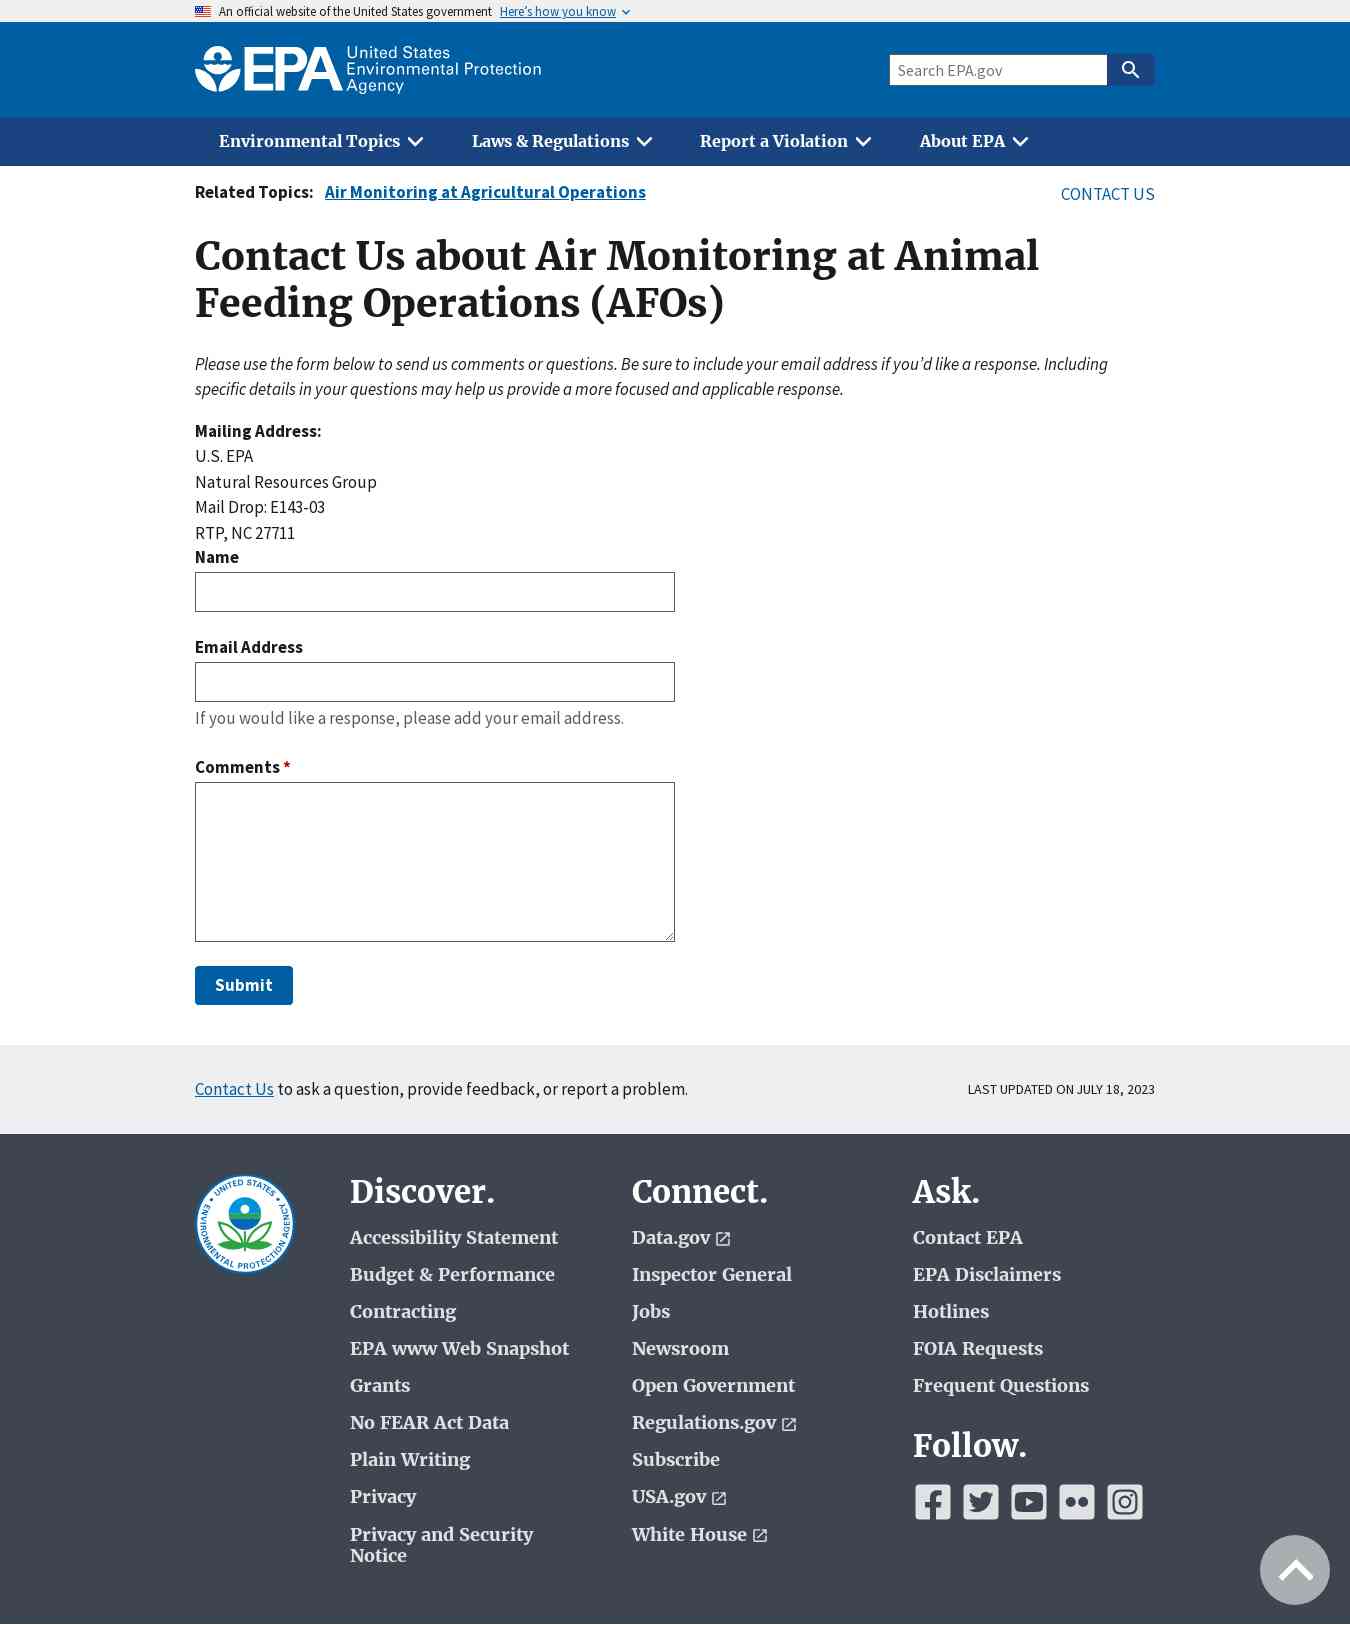 An official website of the United States government Here's how you know
EPA United States
Environmental Protection
Agency
Search EPA.gov
Environmental Topics
Laws & Regulations
Report a Violation
About EPA
Related Topics: Air Monitoring at Agricultural Operations
CONTACT US
Contact Us about Air Monitoring at Animal
Feeding Operations (AFOs)
Please use the form below to send us comments or questions. Be sure to include your email address if you'd like a response. Including
specific details in your questions may help us provide a more focused and applicable response.
Mailing Address:
U.S. EPA
Natural Resources Group
Mail Drop: E143-03
RTP, NC 27711
Name
Email Address
If you would like a response, please add your email address.
Comments *
Submit
Contact Us to ask a question, provide feedback, or report a problem.
LAST UPDATED ON JULY 18, 2023
UNITED STATES
ENVIRONMENTAL PROTECTION AGENCY
Discover.
Accessibility Statement
Budget & Performance
Contracting
EPA www Web Snapshot
Grants
No FEAR Act Data
Plain Writing
Privacy
Privacy and Security
Notice
Connect.
Data.gov
Inspector General
Jobs
Newsroom
Open Government
Regulations.gov
Subscribe
USA.gov
White House
Ask.
Contact EPA
EPA Disclaimers
Hotlines
FOIA Requests
Frequent Questions
Follow.